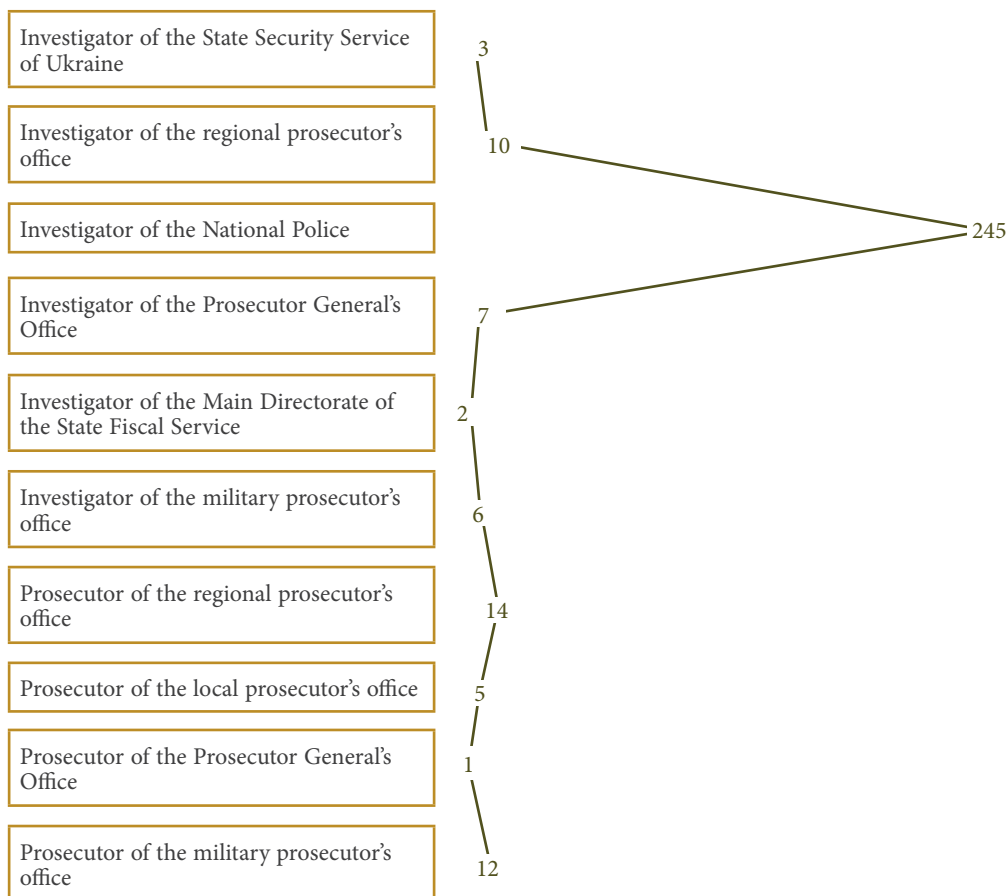 Investigator of the State Security Service
of Ukraine
3
Investigator of the regional prosecutor's
office
10
Investigator of the National Police
245
Investigator of the Prosecutor General's
Office
7
Investigator of the Main Directorate of
the State Fiscal Service
2
Investigator of the military prosecutor's
office
6
Prosecutor of the regional prosecutor's
office
14
Prosecutor of the local prosecutor's office
5
Prosecutor of the Prosecutor General's
Office
1
Prosecutor of the military prosecutor's
office
12